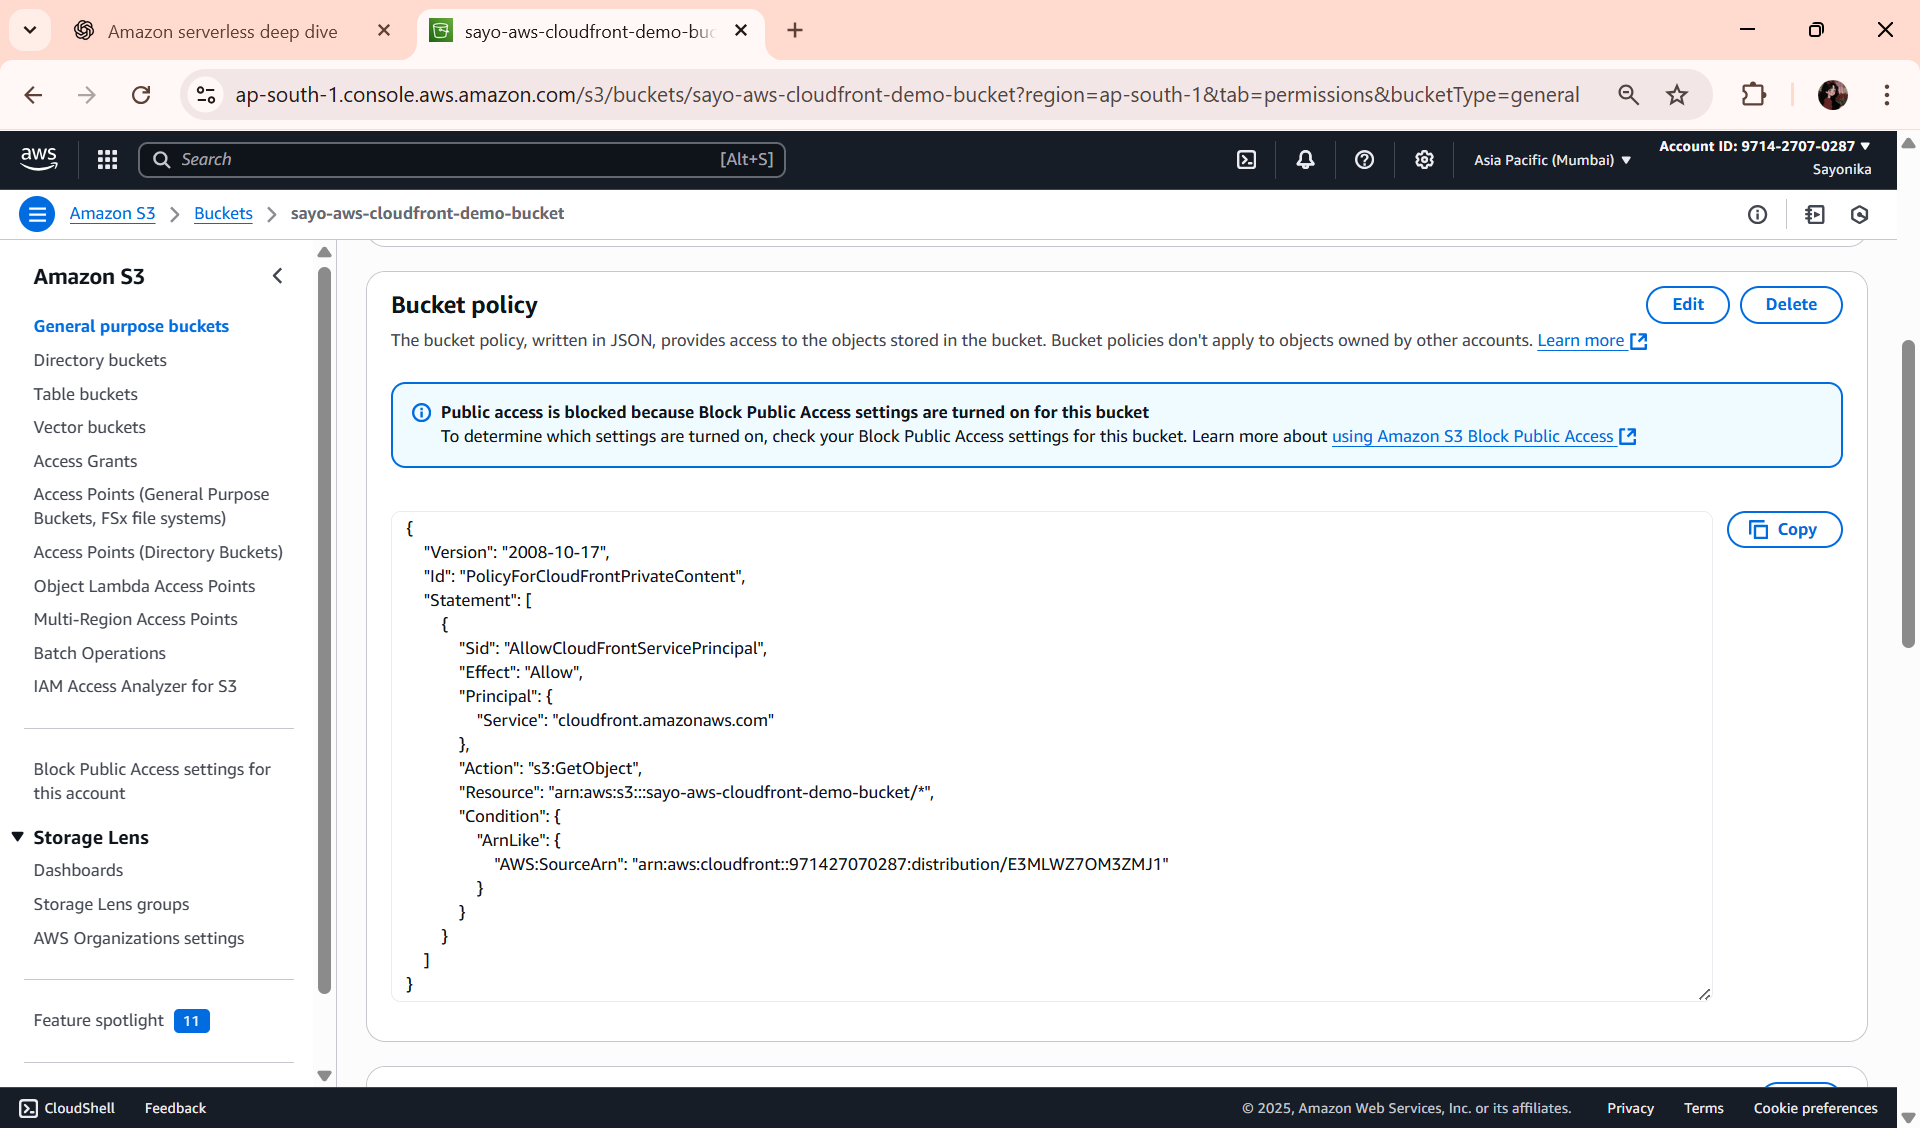 Amazon serverless deep dive
sayo-aws-cloudfront-demo-buc
ap-south-1.console.aws.amazon.com/s3/buckets/sayo-aws-cloudfront-demo-bucket?region=ap-south-1&tab=permissions&bucketType=general
aws
Search
[Alt+S]
Asia Pacific (Mumbai)
Account ID: 9714-2707-0287
Sayonika
Amazon S3
Buckets
sayo-aws-cloudfront-demo-bucket
Amazon S3
General purpose buckets
Directory buckets
Table buckets
Vector buckets
Access Grants
Access Points (General Purpose
Buckets, FSx file systems)
Access Points (Directory Buckets)
Object Lambda Access Points
Multi-Region Access Points
Batch Operations
IAM Access Analyzer for S3
Block Public Access settings for
this account
Storage Lens
Dashboards
Storage Lens groups
AWS Organizations settings
Feature spotlight 11
Bucket policy
Edit
Delete
The bucket policy, written in JSON, provides access to the objects stored in the bucket. Bucket policies don't apply to objects owned by other accounts. Learn more
Public access is blocked because Block Public Access settings are turned on for this bucket
To determine which settings are turned on, check your Block Public Access settings for this bucket. Learn more about using Amazon S3 Block Public Access
Copy
{
"Version": "2008-10-17",
"Id": "PolicyForCloudFrontPrivateContent",
"Statement": [
{
"Sid": "AllowCloudFrontServicePrincipal",
"Effect": "Allow",
"Principal": {
"Service": "cloudfront.amazonaws.com"
},
"Action": "s3:GetObject",
"Resource": "arn:aws:s3:::sayo-aws-cloudfront-demo-bucket/*",
"Condition": {
"ArnLike": {
"AWS:SourceArn": "arn:aws:cloudfront::971427070287:distribution/E3MLWZ7OM3ZMJ1"
}
}
}
]
}
CloudShell
Feedback
© 2025, Amazon Web Services, Inc. or its affiliates.
Privacy
Terms
Cookie preferences